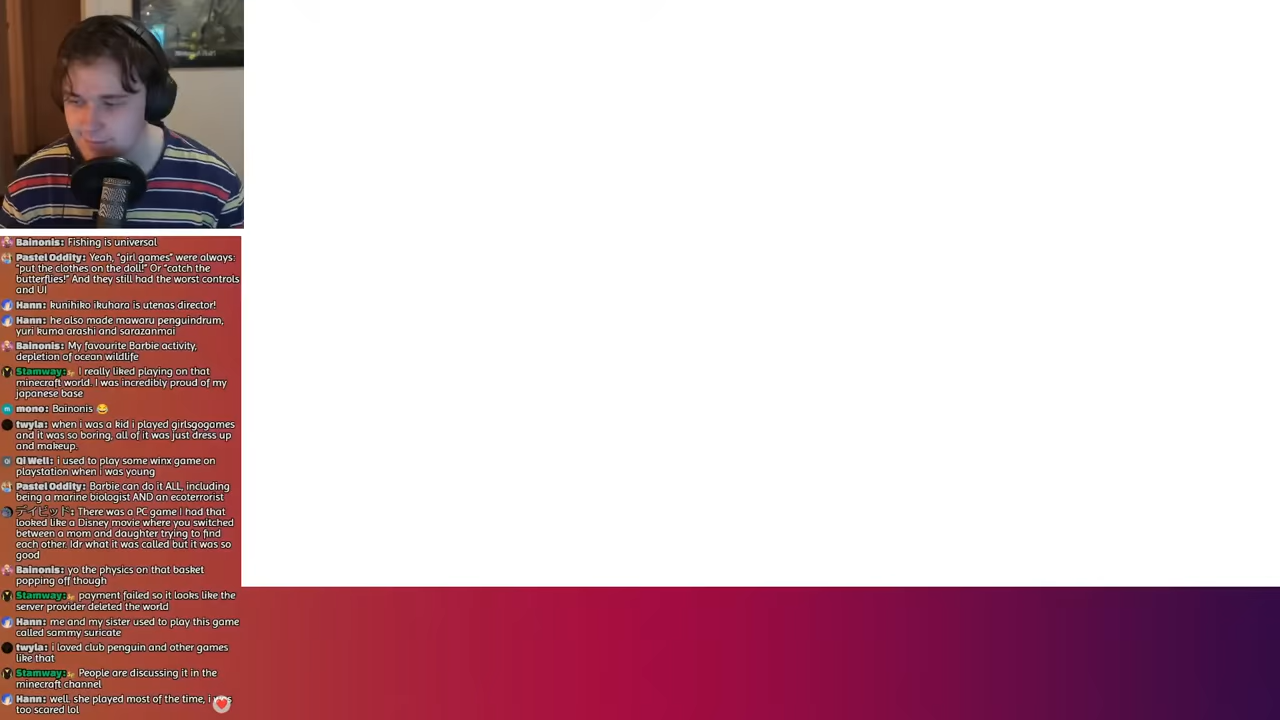 Bainonis: Fishing is universal
Pastel Oddity: Yeah, "girl games" were always:
"put the clothes on the doll!" Or "catch the
butterflies!" And they still had the worst controls
and UI
Hann: kunihiko ikuhara is utenas director!
Hann: he also made mawaru penguindrum,
yuri kuma arashi and sarazanmai
Bainonis: My favourite Barbie activity,
depletion of ocean wildlife
Stamway: I really liked playing on that
minecraft world. I was incredibly proud of my
japanese base
mono: Bainonis 😂
twyla: when i was a kid i played girlsgogames
and it was so boring, all of it was just dress up
and makeup.
Qi Well: i used to play some winx game on
playstation when i was young
Pastel Oddity: Barbie can do it ALL, including
being a marine biologist AND an ecoterrorist
デイビッド: There was a PC game I had that
looked like a Disney movie where you switched
between a mom and daughter trying to find
each other. Idr what it was called but it was so
good
Bainonis: yo the physics on that basket
popping off though
Stamway: payment failed so it looks like the
server provider deleted the world
Hann: me and my sister used to play this game
called sammy suricate
twyla: i loved club penguin and other games
like that
Stamway: People are discussing it in the
minecraft channel
Hann: well, she played most of the time, i was
too scared lol